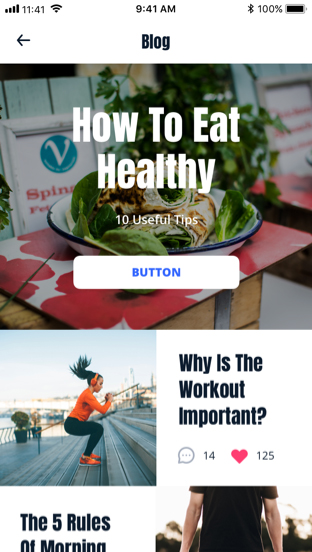 11:41
9:41 AM
100%
Blog
How To Eat
Healthy
10 Useful Tips
BUTTON
Why Is The
Workout
Important?
14
125
The 5 Rules
Of Morning